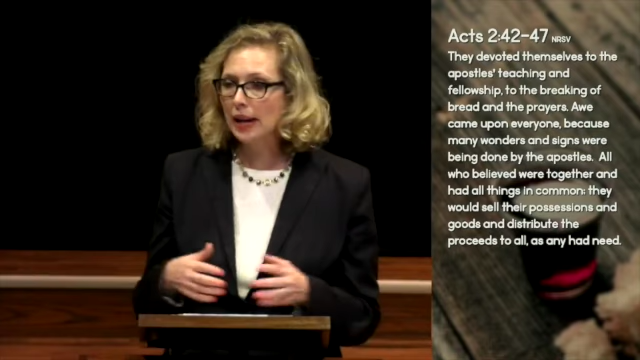 Acts 2:42-47 NRSV
They devoted themselves to the
apostles' teaching and
fellowship, to the breaking of
bread and the prayers. Awe
came upon everyone, because
many wonders and signs were
being done by the apostles. All
who believed were together and
had all things in common; they
would sell their possessions and
goods and distribute the
proceeds to all, as any had need.